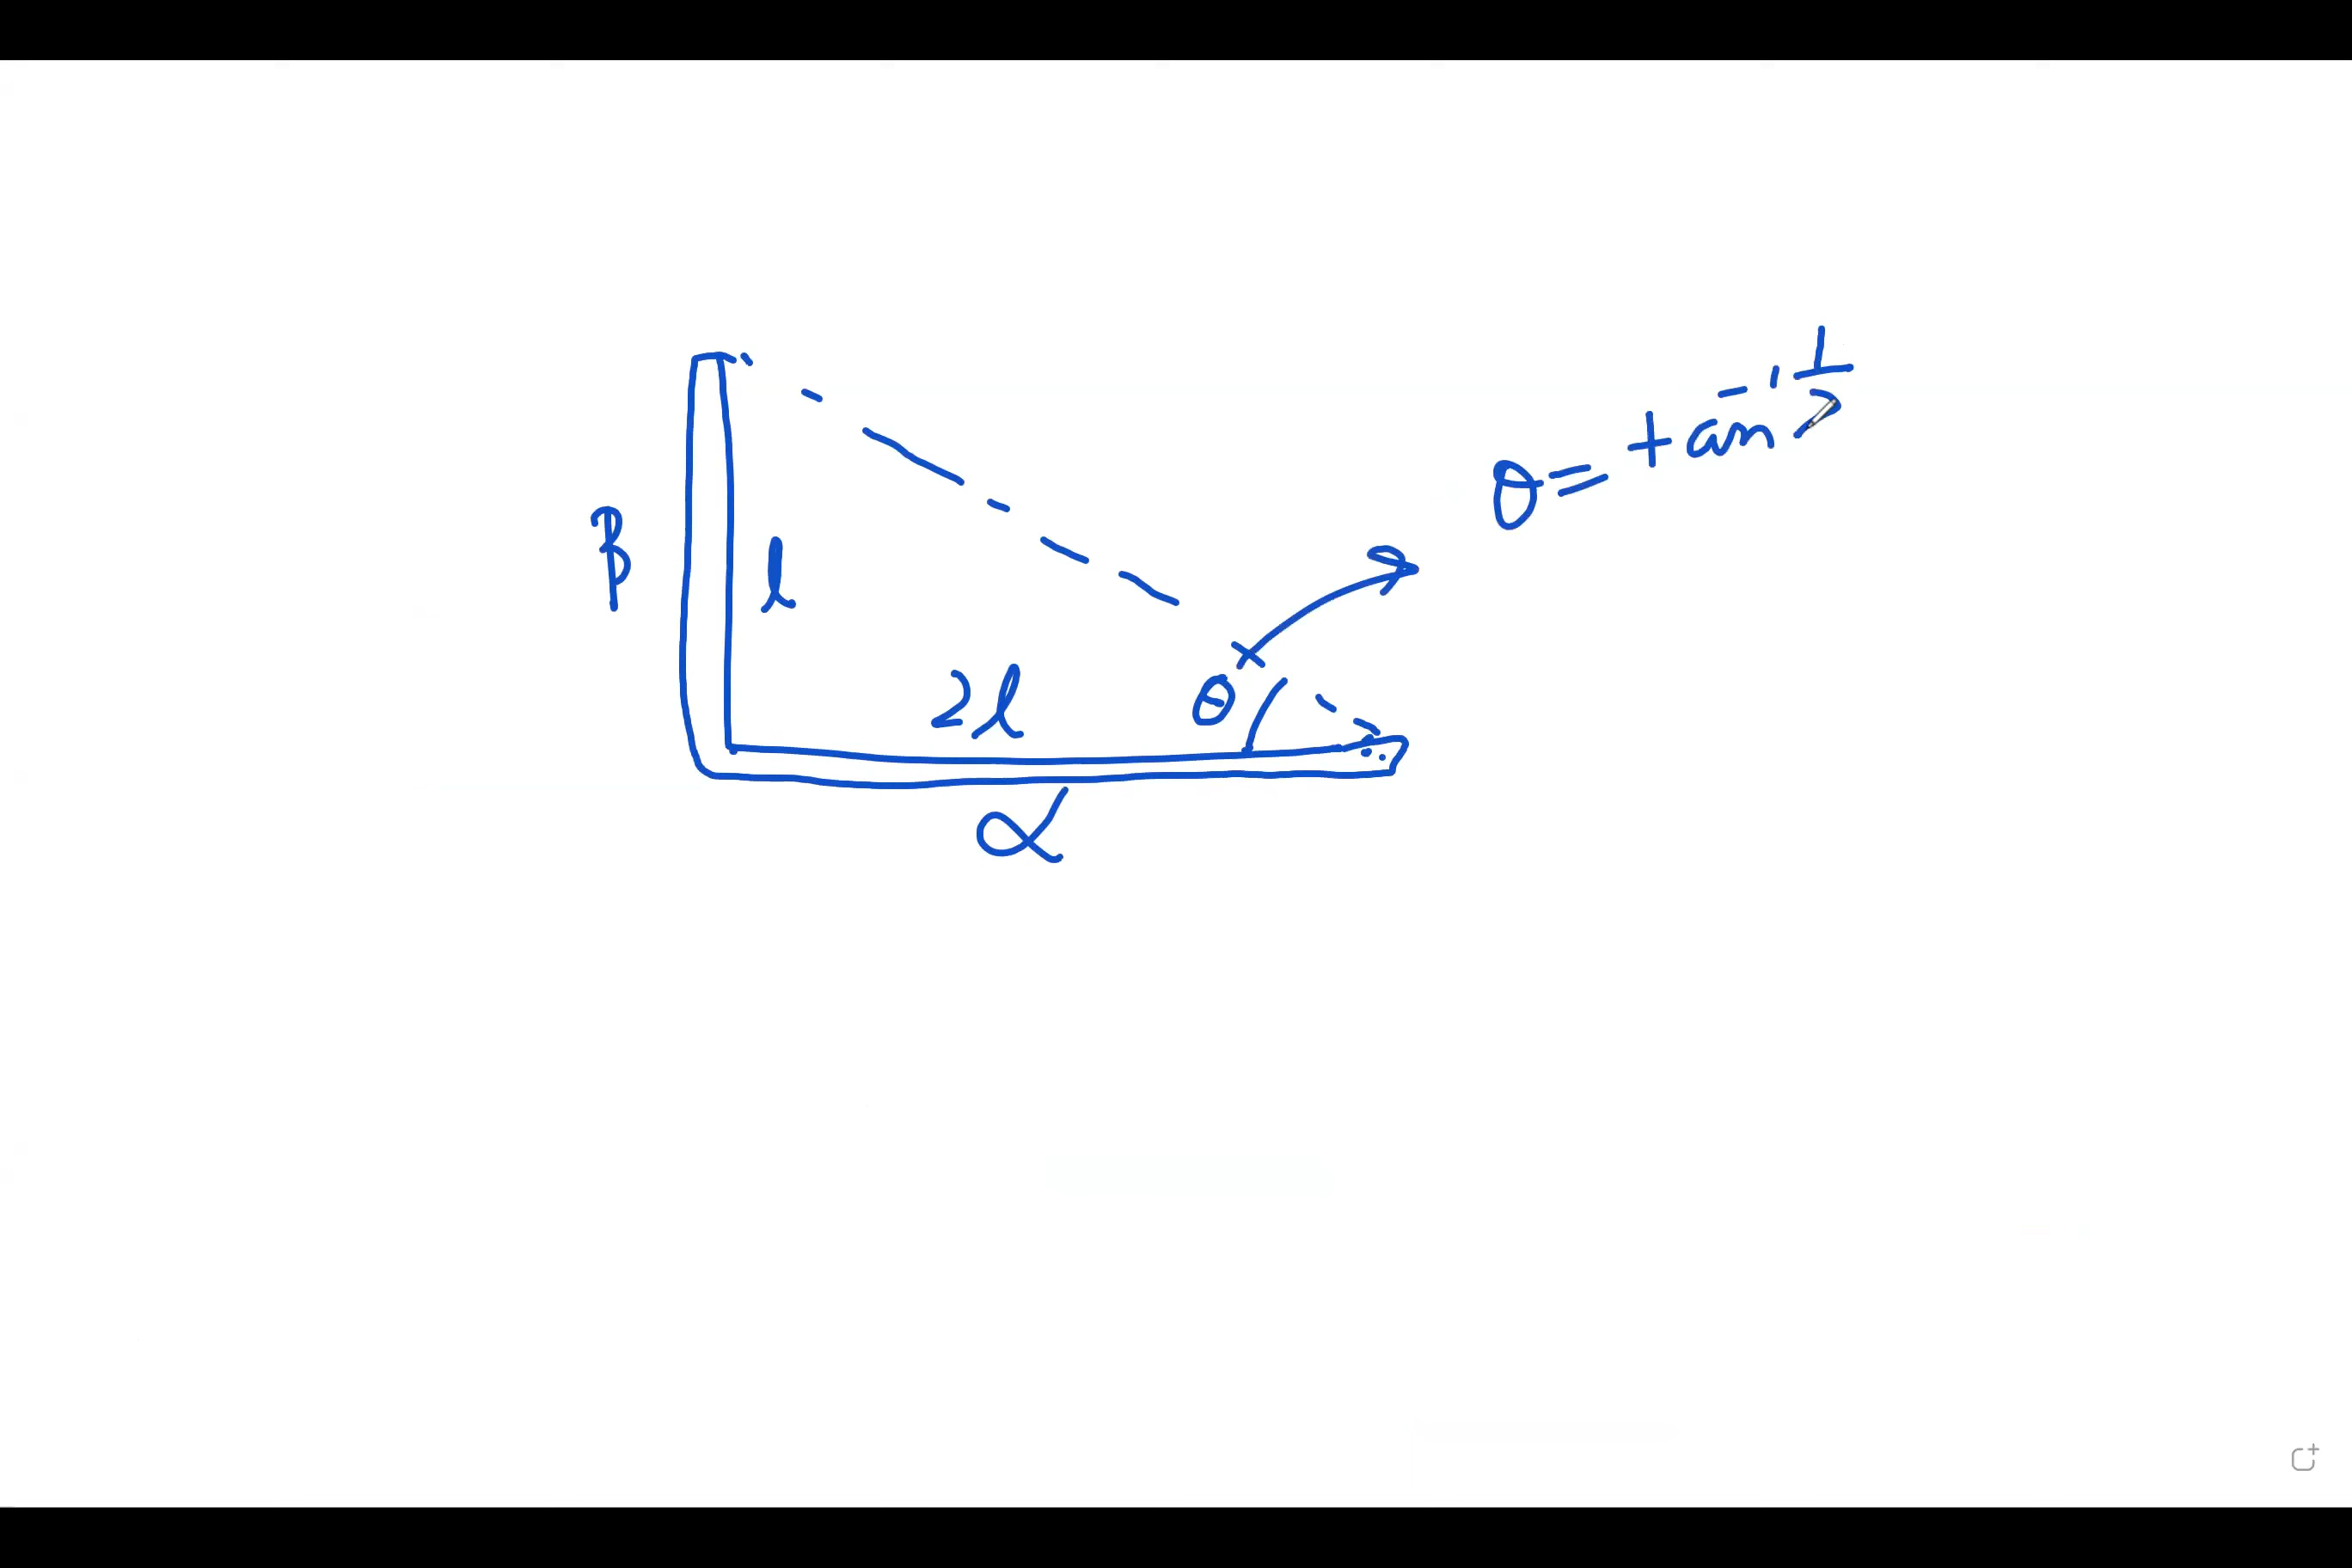 θ = tan⁻¹ 1/2
β
l
2l
θ
α